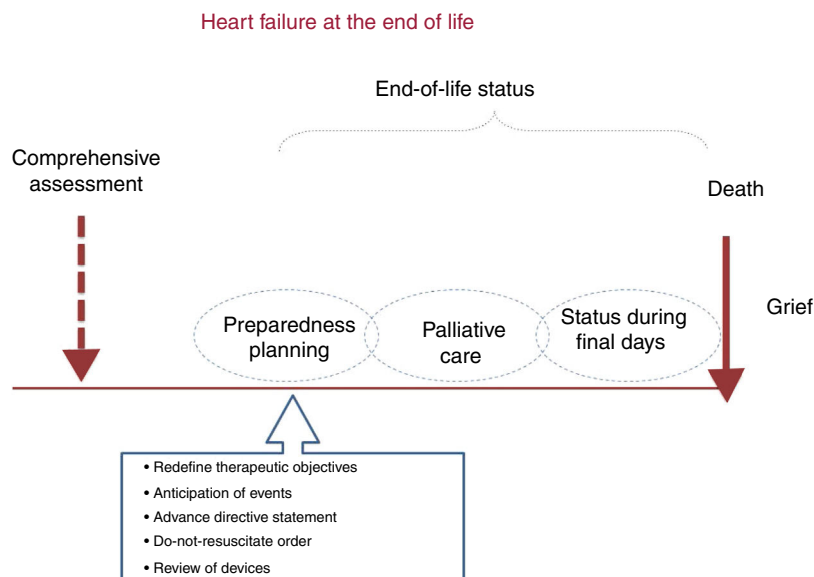 Heart failure at the end of life
End-of-life status
Comprehensive
assessment
Death
Preparedness
planning
Palliative
care
Status during
final days
Grief
• Redefine therapeutic objectives
• Anticipation of events
• Advance directive statement
• Do-not-resuscitate order
• Review of devices